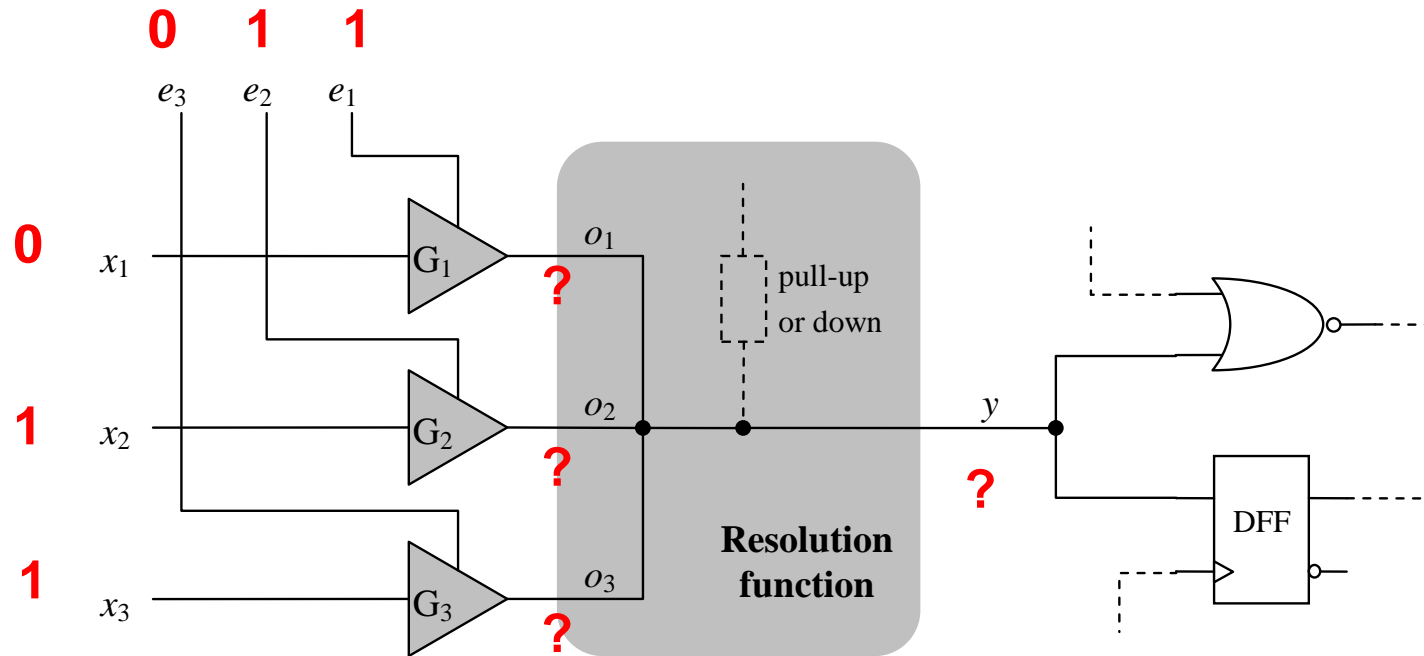 0 1 1
e3 e2 e1
0
x1
G1
o1
?
pull-up
or down
1
x2
G2
o2
?
y
?
1
x3
G3
o3
?
Resolution
function
DFF